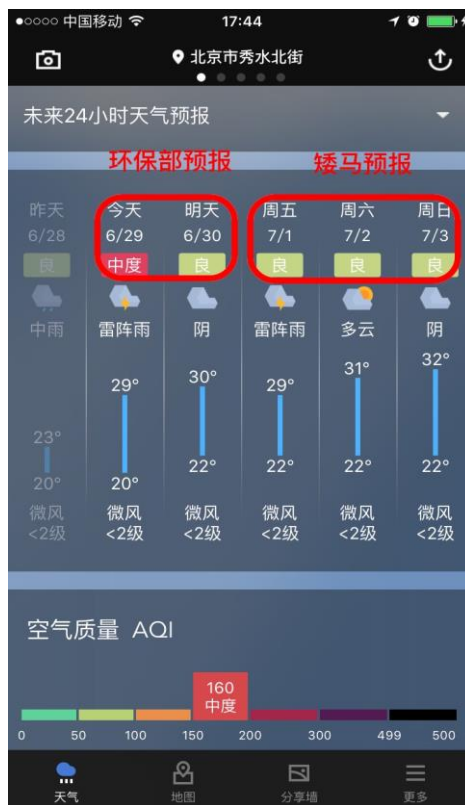 中国移动 17:44
北京市秀水北街
未来24小时天气预报
环保部预报 矮马预报
昨天 今天 明天 周五 周六 周日
6/28 6/29 6/30 7/1 7/2 7/3
良 中度 良 良 良 良
中雨 雷阵雨 阴 雷阵雨 多云 阴
23° 29° 30° 29° 31° 32°
20° 20° 22° 22° 22° 22°
微风 微风 微风 微风 微风 微风
<2级 <2级 <2级 <2级 <2级 <2级
空气质量 AQI
160
中度
0 50 100 150 200 300 499 500
天气 地图 分享墙 更多